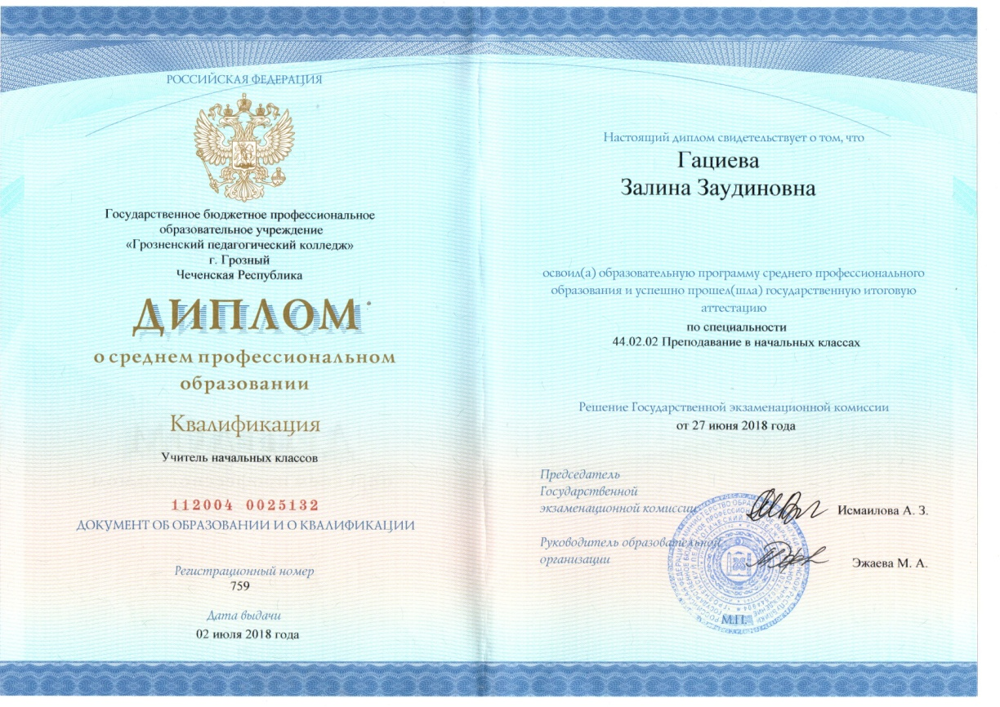 РОССИЙСКАЯ ФЕДЕРАЦИЯ
Государственное бюджетное профессиональное
образовательное учреждение
«Грозненский педагогический колледж»
г. Грозный
Чеченская Республика
ДИПЛОМ
о среднем профессиональном
образовании
Квалификация
Учитель начальных классов
112004 0025132
ДОКУМЕНТ ОБ ОБРАЗОВАНИИ И О КВАЛИФИКАЦИИ
Регистрационный номер
759
Дата выдачи
02 июля 2018 года
Настоящий диплом свидетельствует о том, что
Гациева
Залина Заудиновна
освоил(а) образовательную программу среднего профессионального
образования и успешно прошел(шла) государственную итоговую
аттестацию
по специальности
44.02.02 Преподавание в начальных классах
Решение Государственной экзаменационной комиссии
от 27 июня 2018 года
Председатель
Государственной
экзаменационной комиссии
Исмаилова А. З.
Руководитель образовательной
организации
Эжаева М. А.
М.П.